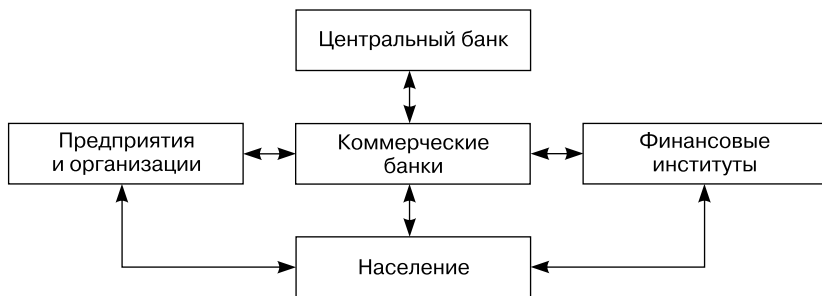 Центральный банк
Предприятия
и организации
Коммерческие
банки
Финансовые
институты
Население